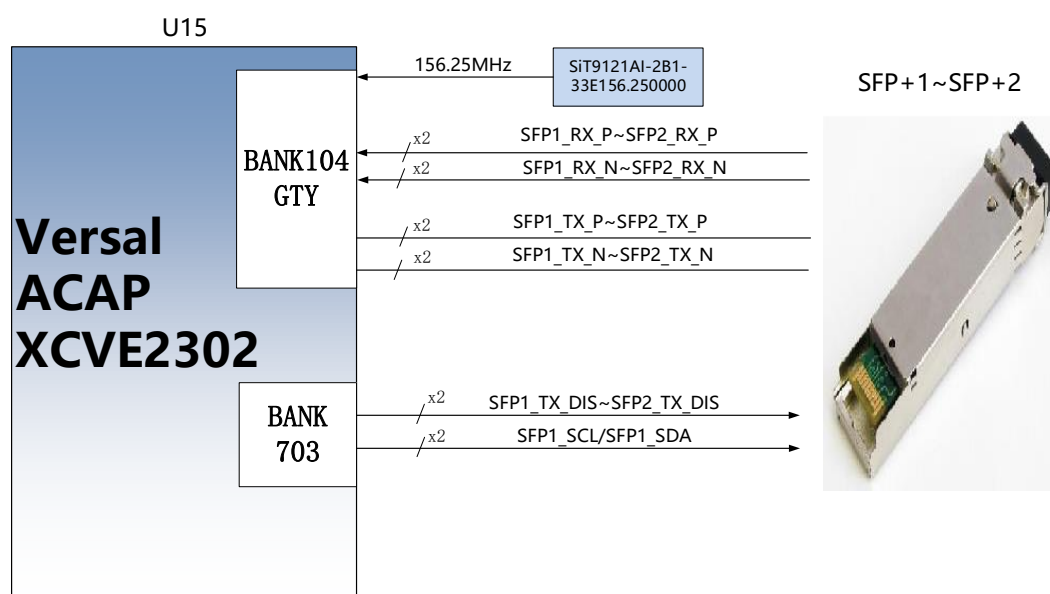 U15
156.25MHz
SiT9121AI-2B1-
33E156.250000
SFP+1~SFP+2
BANK104
GTY
x2
SFP1_RX_P~SFP2_RX_P
x2
SFP1_RX_N~SFP2_RX_N
x2
SFP1_TX_P~SFP2_TX_P
x2
SFP1_TX_N~SFP2_TX_N
Versal
ACAP
XCVE2302
BANK
703
x2
SFP1_TX_DIS~SFP2_TX_DIS
x2
SFP1_SCL/SFP1_SDA